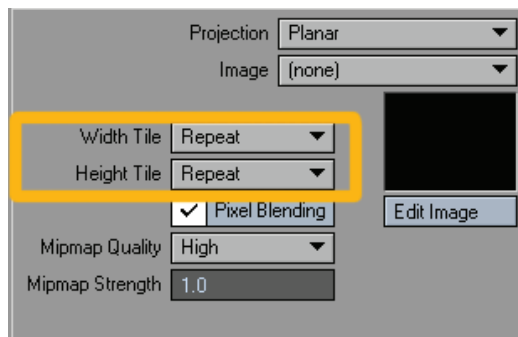 Projection Planar
Image (none)
Width Tile Repeat
Height Tile Repeat
Pixel Blending Edit Image
Mipmap Quality High
Mipmap Strength 1.0